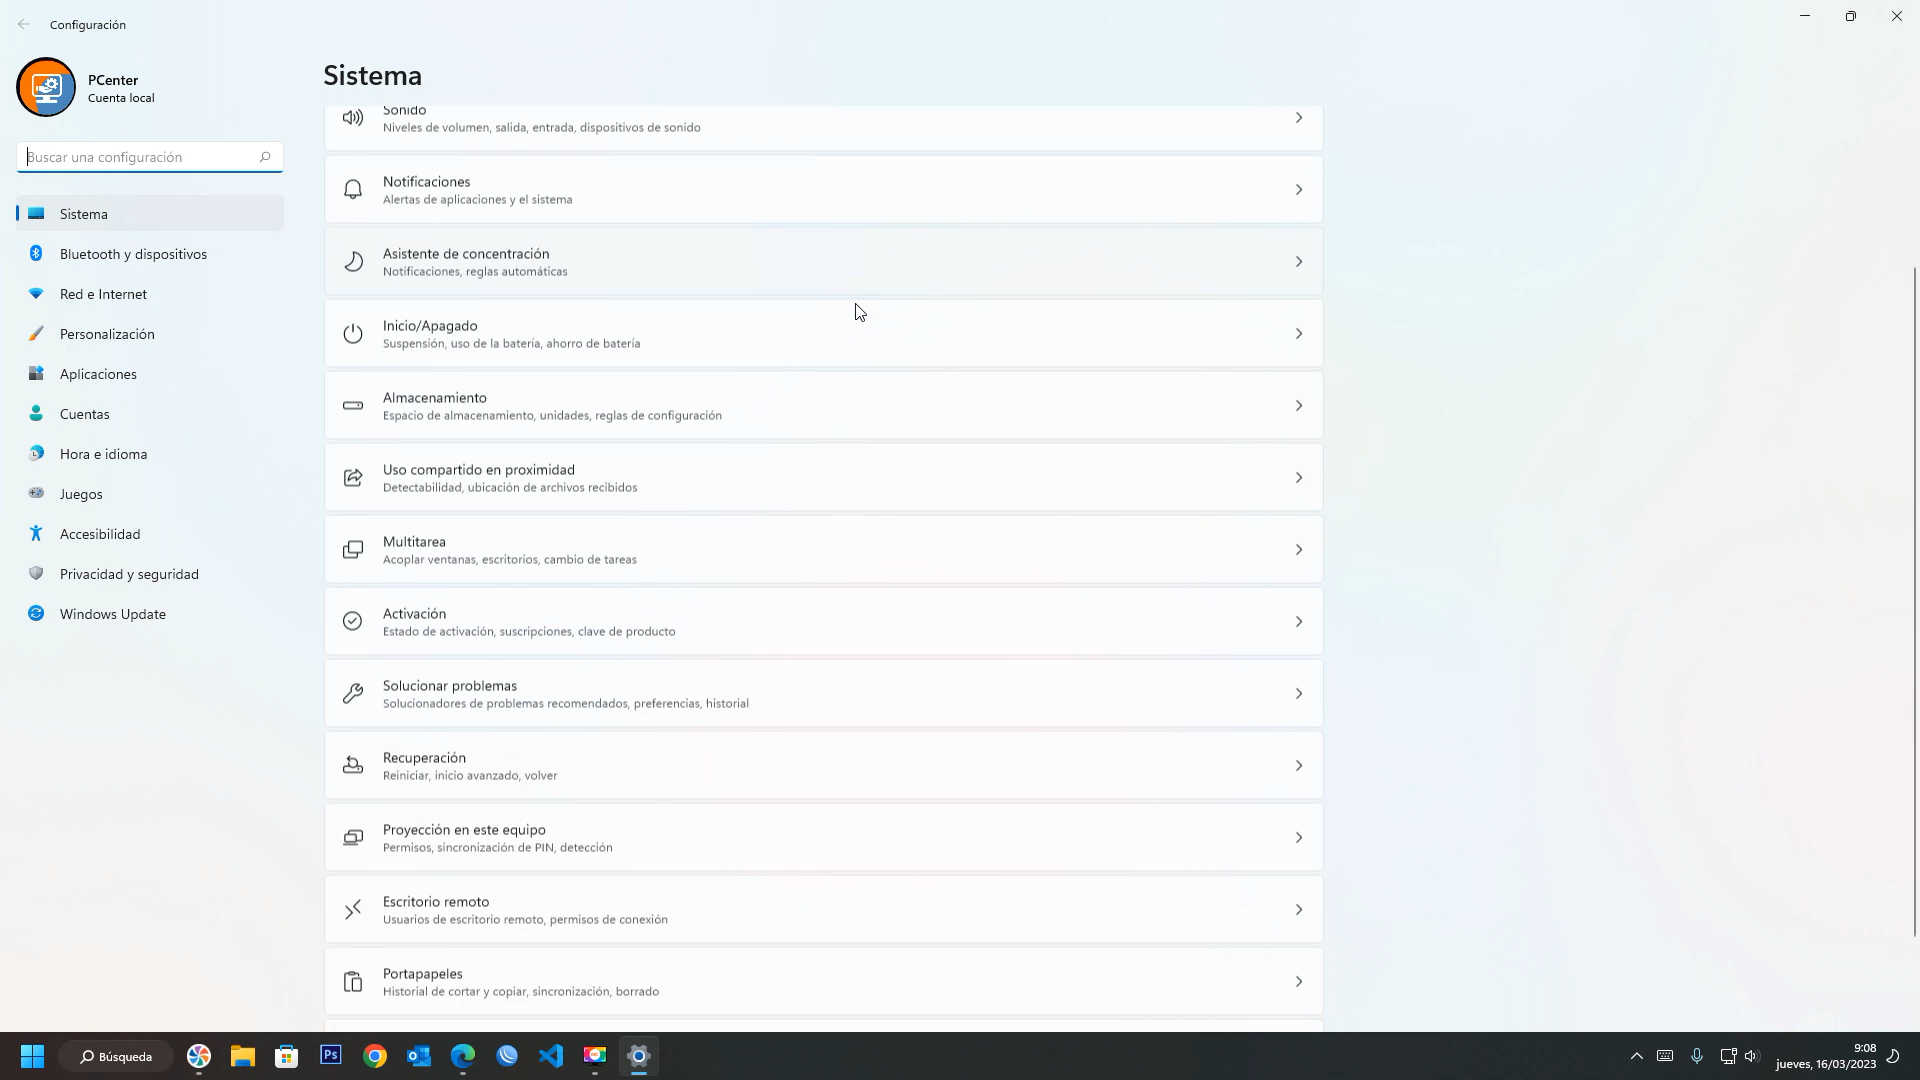 Configuración
PCenter
Cuenta local
Buscar una configuración
Sistema
Bluetooth y dispositivos
Red e Internet
Personalización
Aplicaciones
Cuentas
Hora e idioma
Juegos
Accesibilidad
Privacidad y seguridad
Windows Update
Sistema
Sonido
Niveles de volumen, salida, entrada, dispositivos de sonido
Notificaciones
Alertas de aplicaciones y el sistema
Asistente de concentración
Notificaciones, reglas automáticas
Inicio/Apagado
Suspensión, uso de la batería, ahorro de batería
Almacenamiento
Espacio de almacenamiento, unidades, reglas de configuración
Uso compartido en proximidad
Detectabilidad, ubicación de archivos recibidos
Multitarea
Acoplar ventanas, escritorios, cambio de tareas
Activación
Estado de activación, suscripciones, clave de producto
Solucionar problemas
Solucionadores de problemas recomendados, preferencias, historial
Recuperación
Reiniciar, inicio avanzado, volver
Proyección en este equipo
Permisos, sincronización de PIN, detección
Escritorio remoto
Usuarios de escritorio remoto, permisos de conexión
Portapapeles
Historial de cortar y copiar, sincronización, borrado
Búsqueda
Ps
9:08
jueves, 16/03/2023